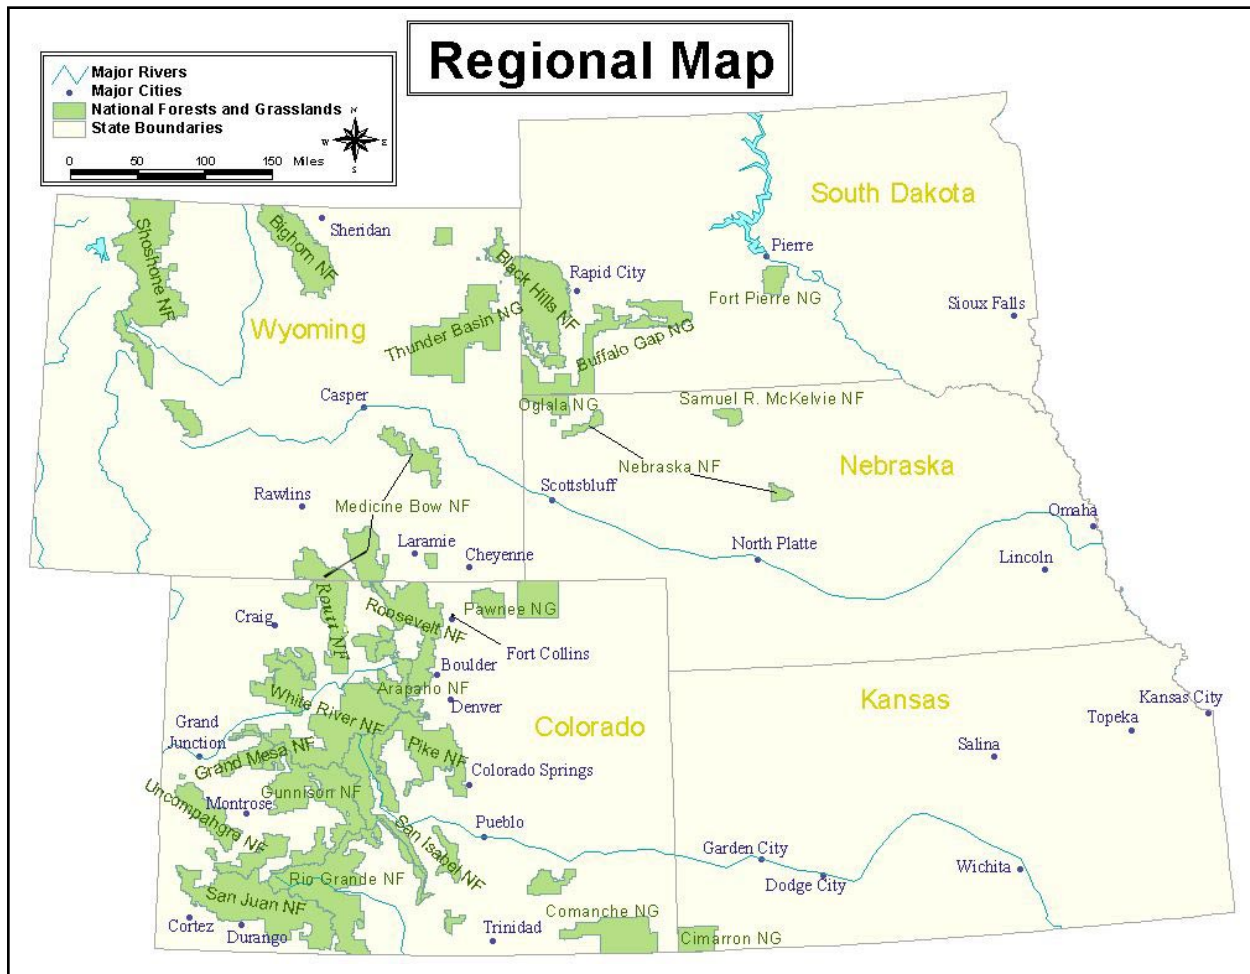 Regional Map
Major Rivers
Major Cities
National Forests and Grasslands
State Boundaries
N
W
E
S
0 50 100 150 Miles
South Dakota
Shoshone NF
Bighorn NF
Sheridan
Pierre
Black Hills NF
Rapid City
Fort Pierre NG
Sioux Falls
Wyoming
Thunder Basin NG
Buffalo Gap NG
Casper
Oglala NG
Samuel R. McKelvie NF
Nebraska NF
Nebraska
Rawlins
Medicine Bow NF
Scottsbluff
Omaha
Laramie
Cheyenne
North Platte
Lincoln
Craig
Routt NF
Roosevelt NF
Pawnee NG
Fort Collins
Boulder
Arapaho NF
Denver
White River NF
Colorado
Kansas
Kansas City
Topeka
Salina
Grand
Junction
Grand Mesa NF
Pike NF
Colorado Springs
Uncompahgre NF
Montrose
Gunnison NF
San Isabel NF
Pueblo
Garden City
Dodge City
Wichita
Rio Grande NF
San Juan NF
Cortez
Durango
Trinidad
Comanche NG
Cimarron NG